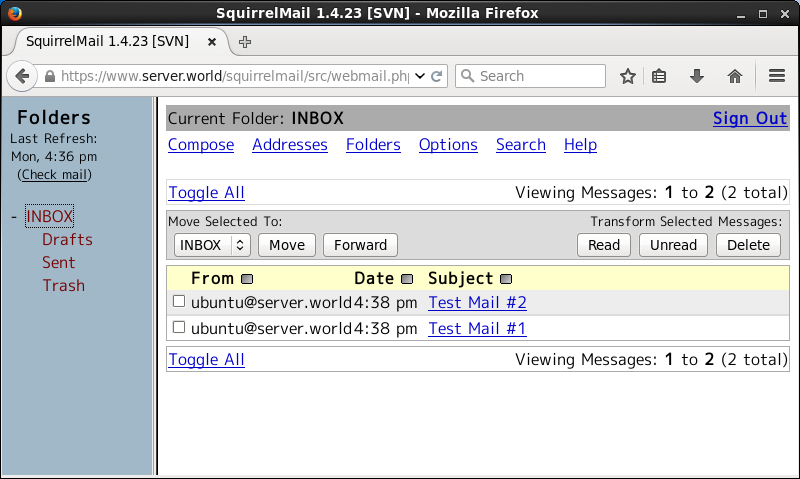 SquirrelMail 1.4.23 [SVN] - Mozilla Firefox
SquirrelMail 1.4.23 [SVN]
https://www.server.world/squirrelmail/src/webmail.ph
Search
Folders
Last Refresh:
Mon, 4:36 pm
(Check mail)
- INBOX
Drafts
Sent
Trash
Current Folder: INBOX Sign Out
Compose Addresses Folders Options Search Help
Toggle All Viewing Messages: 1 to 2 (2 total)
Move Selected To: Transform Selected Messages:
INBOX Move Forward Read Unread Delete
From Date Subject
ubuntu@server.world 4:38 pm Test Mail #2
ubuntu@server.world 4:38 pm Test Mail #1
Toggle All Viewing Messages: 1 to 2 (2 total)